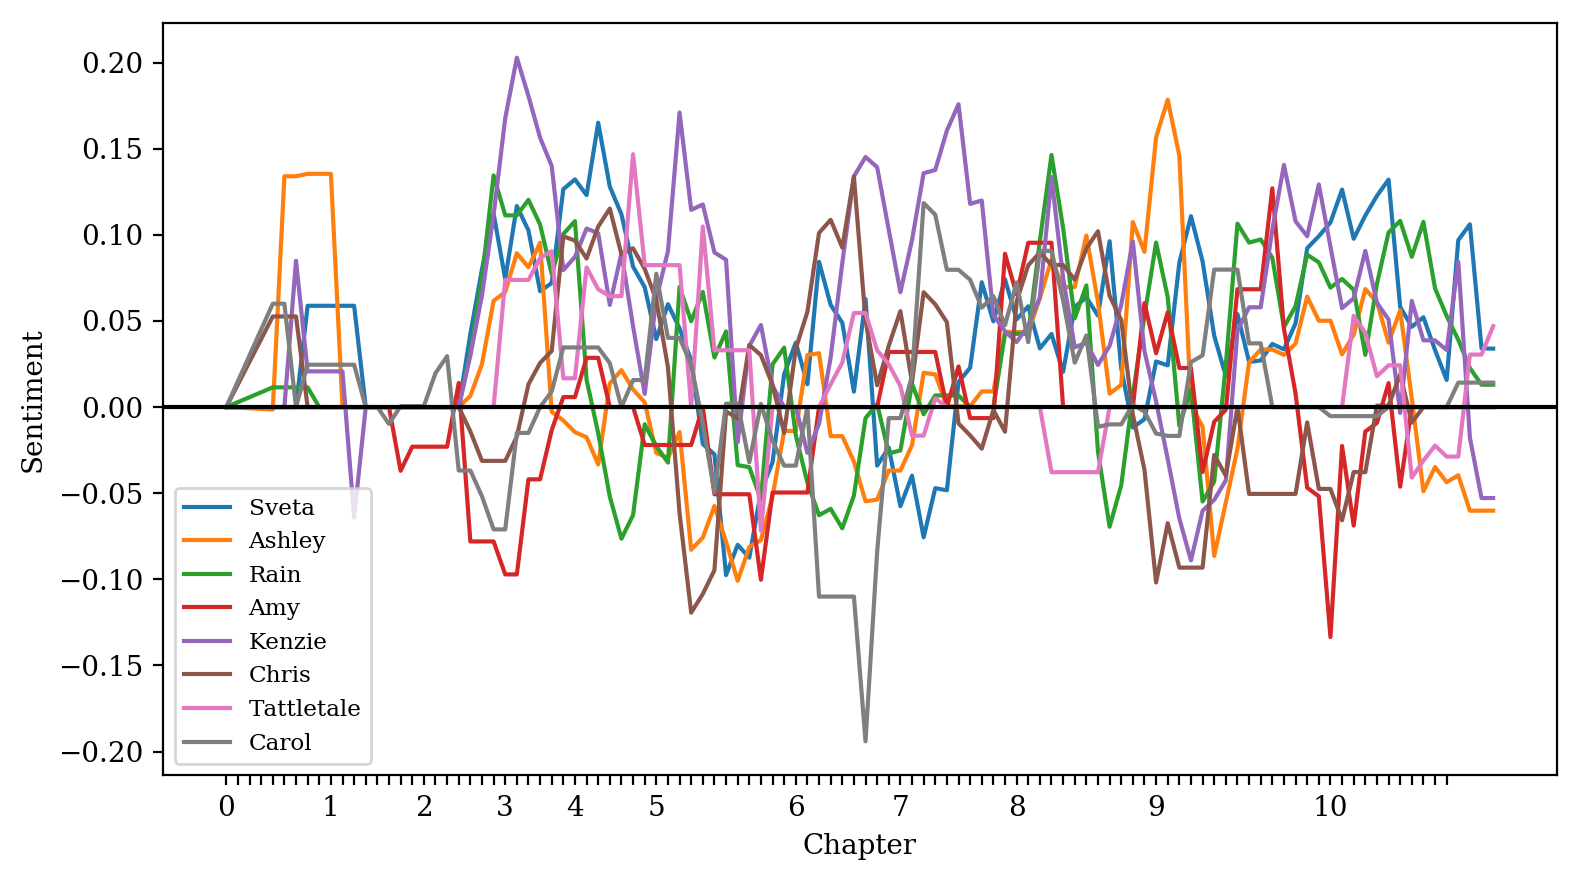 0.20
0.15
0.10
0.05
0.00
−0.05
−0.10
−0.15
−0.20
Sentiment
Sveta
Ashley
Rain
Amy
Kenzie
Chris
Tattletale
Carol
0 1 2 3 4 5 6 7 8 9 10
Chapter